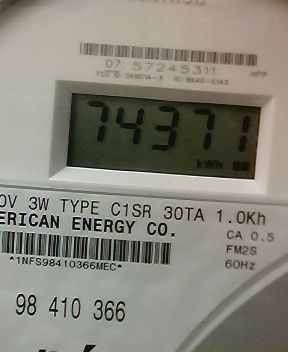 07 57245311
74371
kWh
0V 3W TYPE C1SR 30TA 1.0Kh
ERICAN ENERGY CO.
CA 0.5
FM2S
60Hz
*1NFS98410366MEC*
98 410 366